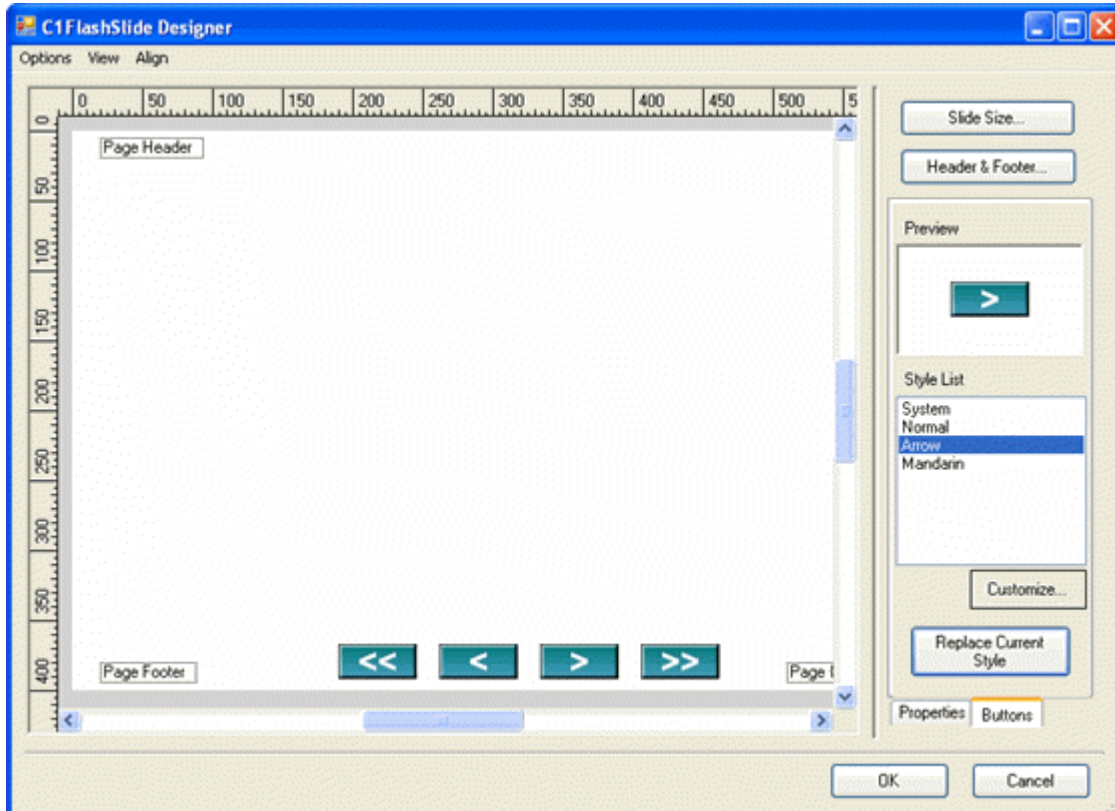 C1FlashSlide Designer
Options View Align
0 50 100 150 200 250 300 350 400 450 500 5
0
50
100
150
200
250
300
350
400
Page Header
Page Footer
<< < > >>
Page
Slide Size...
Header & Footer...
Preview
>
Style List
System
Normal
Arrow
Mandarin
Customize...
Replace Current
Style
Properties Buttons
OK Cancel